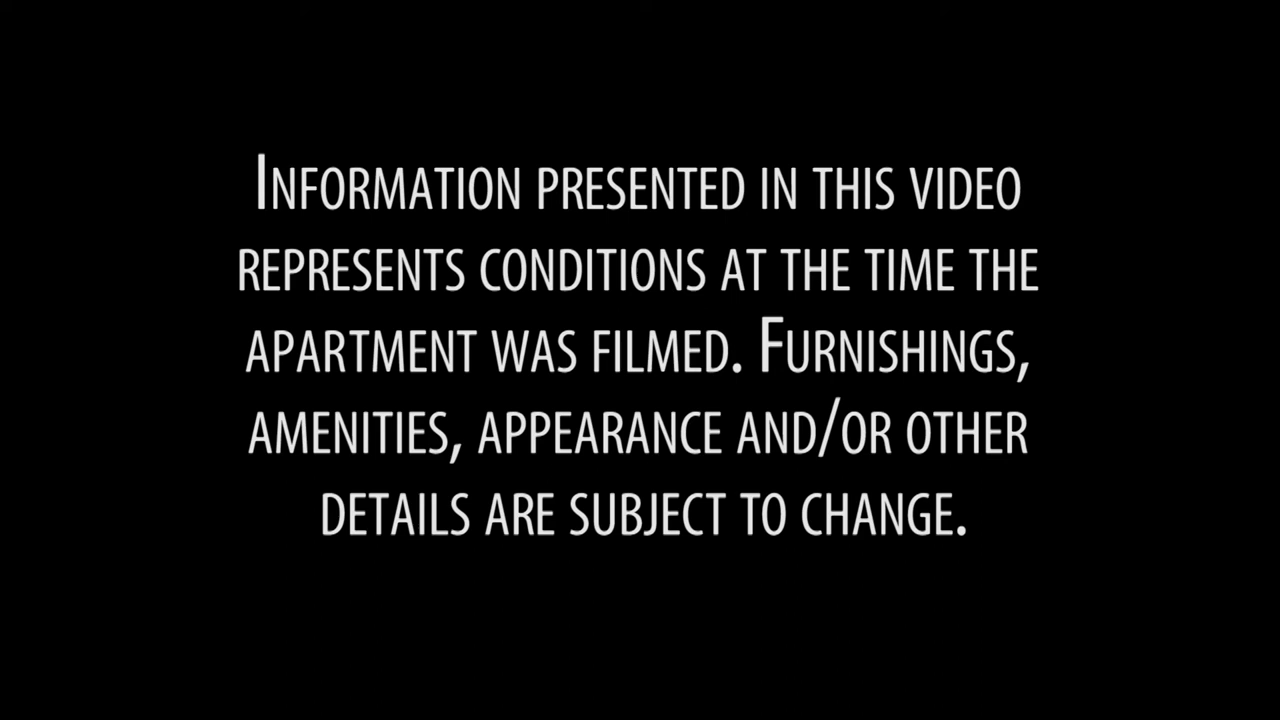 Information presented in this video
represents conditions at the time the
apartment was filmed. Furnishings,
amenities, appearance and/or other
details are subject to change.